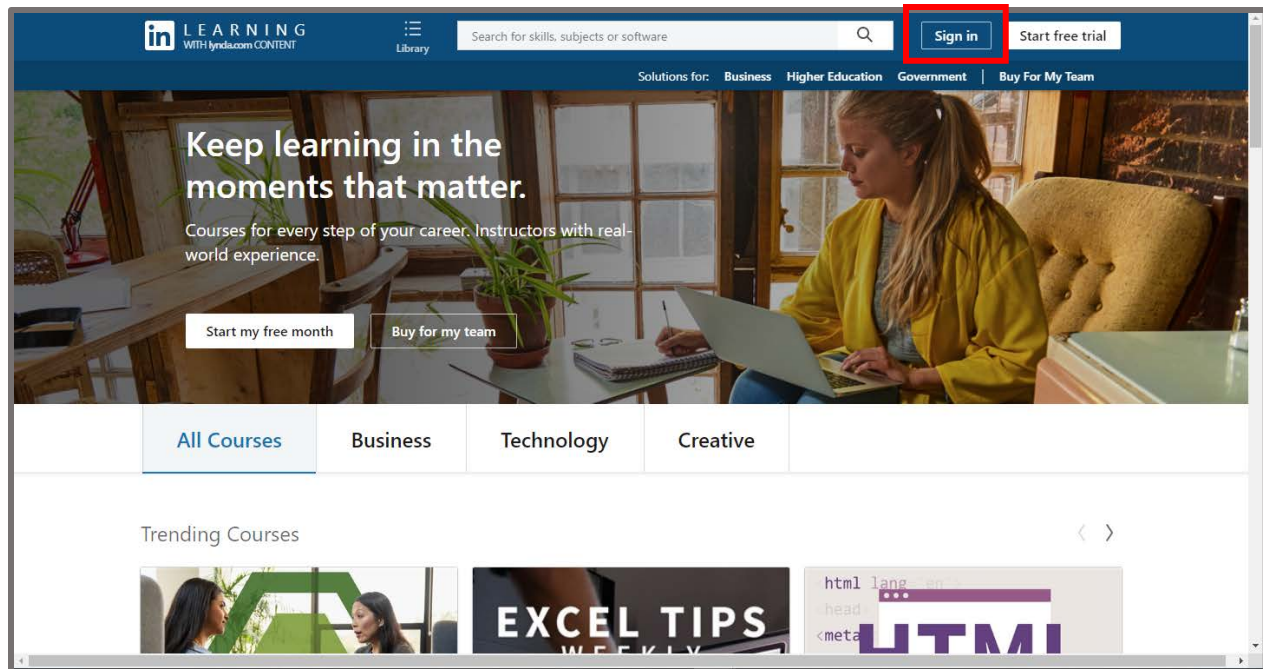 in LEARNING
WITH lynda.com CONTENT
Library
Search for skills, subjects or software
Sign in
Start free trial
Solutions for: Business Higher Education Government | Buy For My Team
Keep learning in the
moments that matter.
Courses for every step of your career. Instructors with real-
world experience.
Start my free month
Buy for my team
All Courses
Business
Technology
Creative
Trending Courses
EXCEL TIPS
WEEKLY
html lang en
head
<meta
HTML